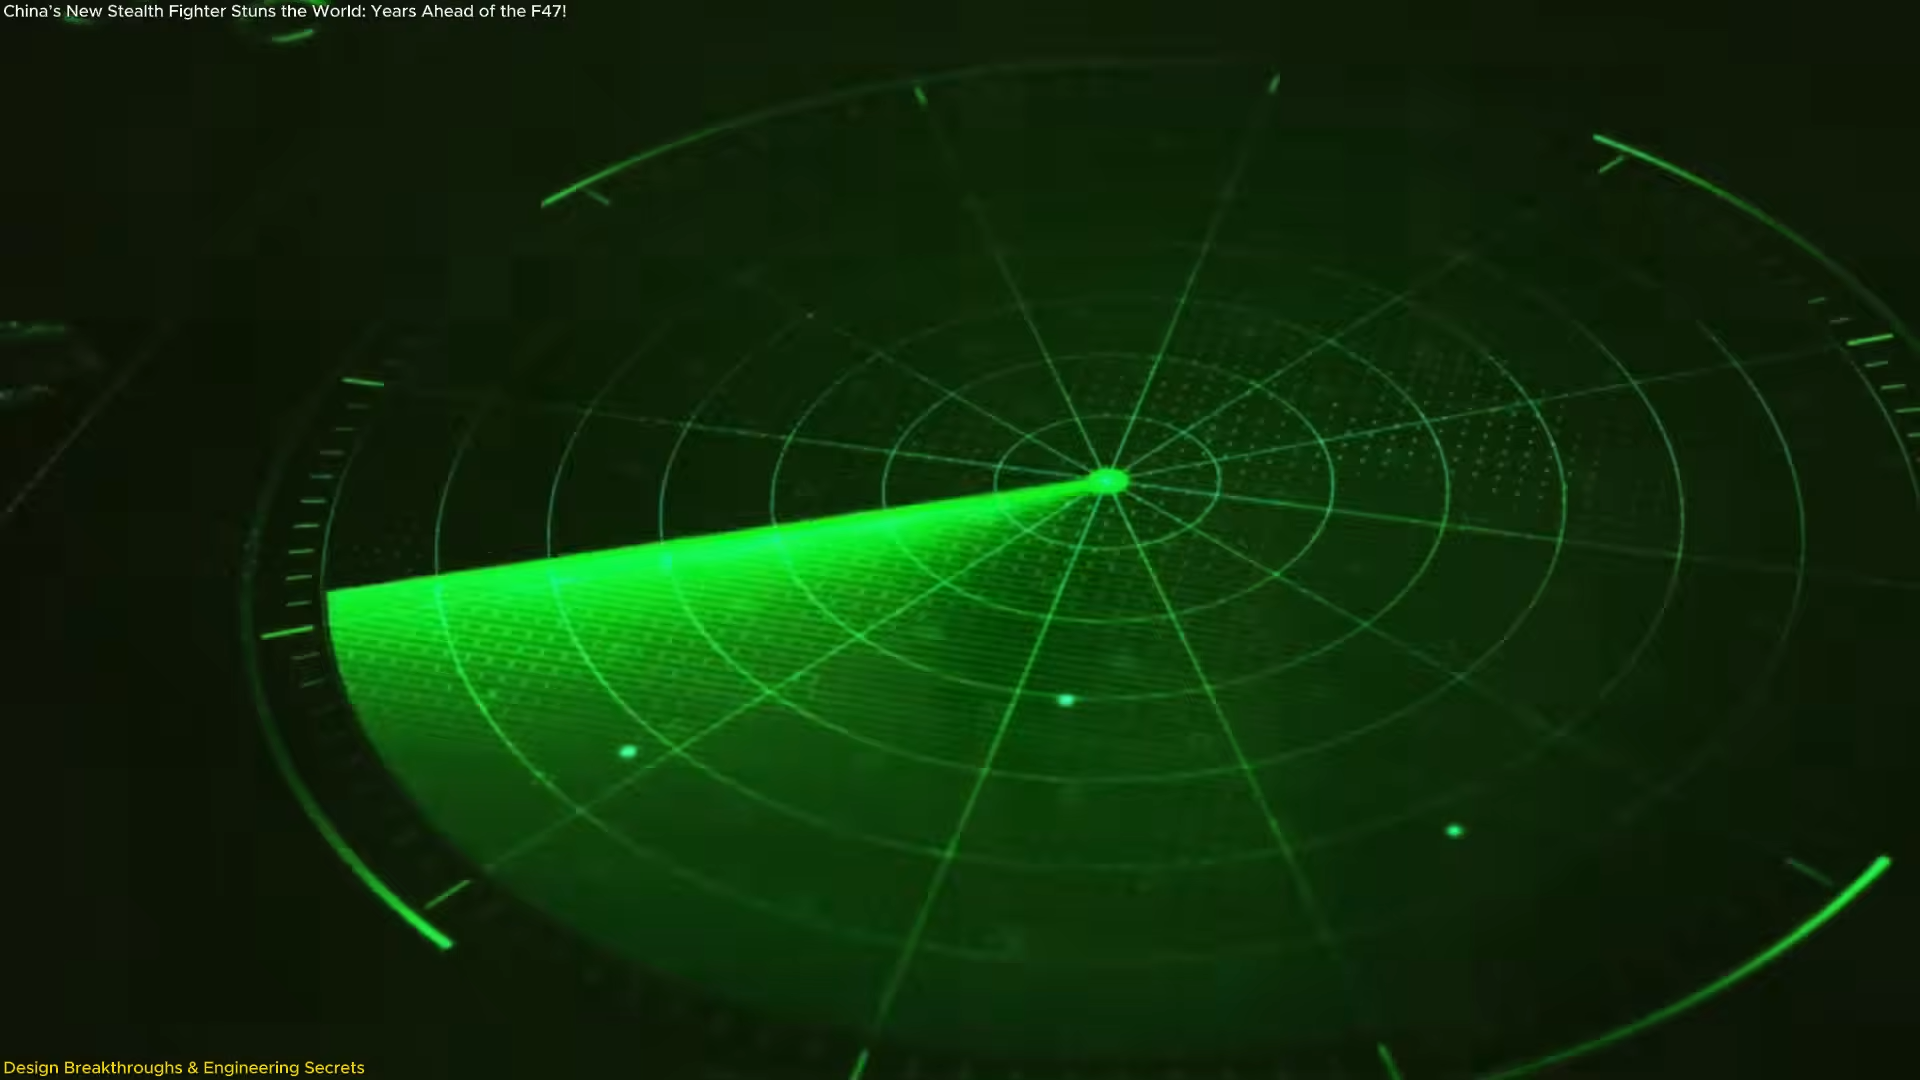 China’s New Stealth Fighter Stuns the World: Years Ahead of the F47!
Design Breakthroughs & Engineering Secrets